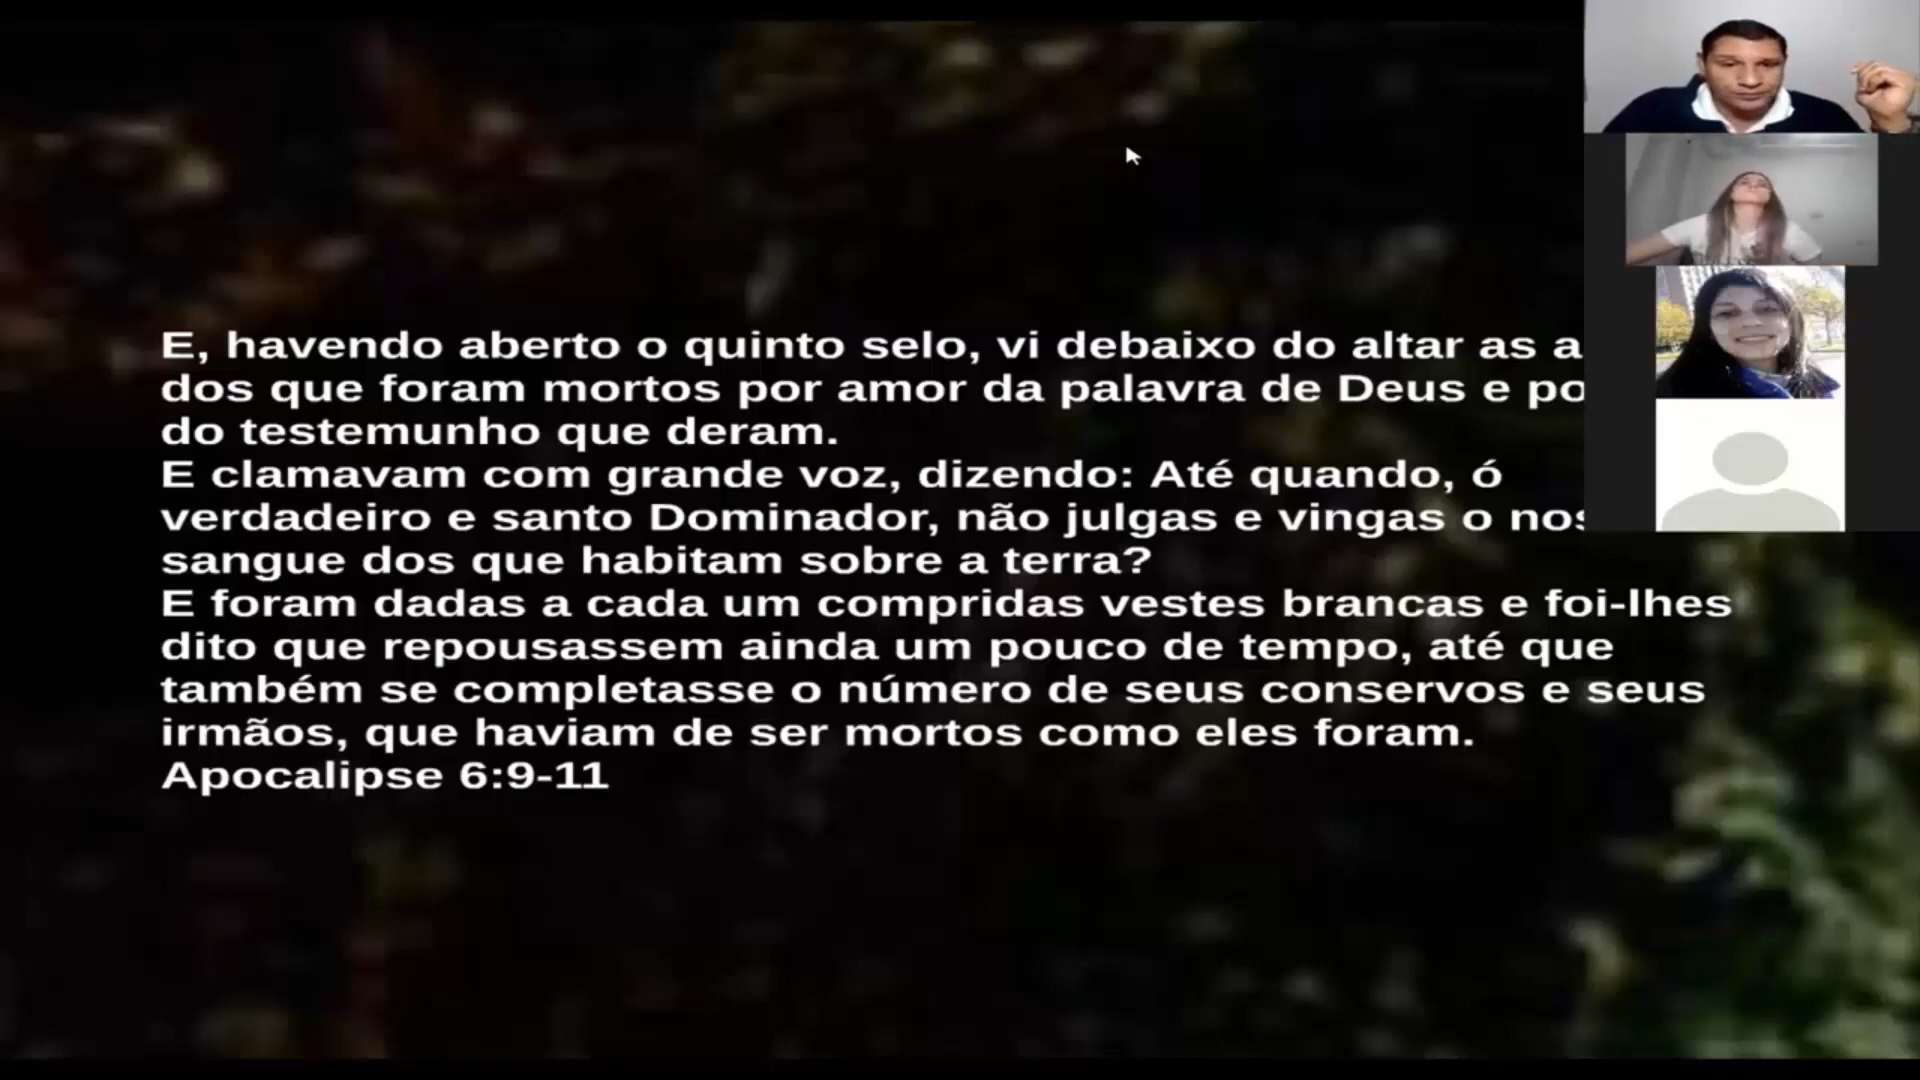 E, havendo aberto o quinto selo, vi debaixo do altar as a
dos que foram mortos por amor da palavra de Deus e po
do testemunho que deram.
E clamavam com grande voz, dizendo: Até quando, ó
verdadeiro e santo Dominador, não julgas e vingas o nos
sangue dos que habitam sobre a terra?
E foram dadas a cada um compridas vestes brancas e foi-lhes
dito que repousassem ainda um pouco de tempo, até que
também se completasse o número de seus conservos e seus
irmãos, que haviam de ser mortos como eles foram.
Apocalipse 6:9-11